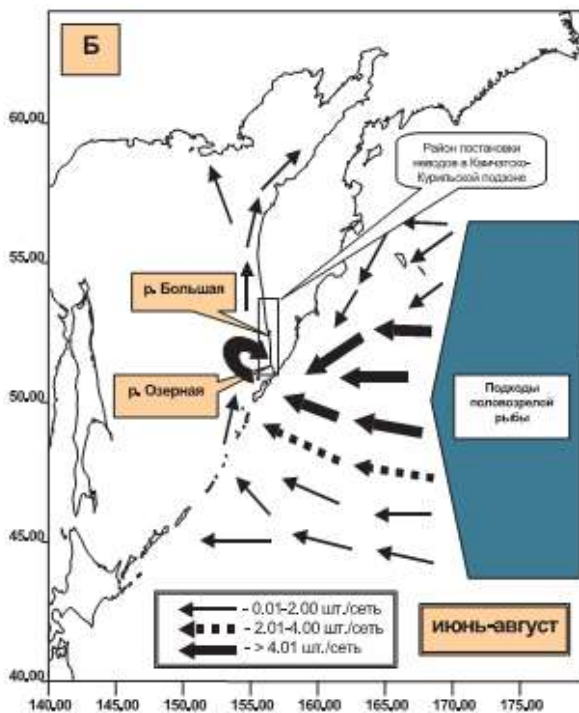 Б
60.00
Район постановки
неводов в Камчатско-
Курильской подзоне
55.00
р. Большая
р. Озерная
50.00
Подходы
половозрелой
рыбы
45.00
- 0.01-2.00 шт./сеть
- 2.01-4.00 шт./сеть
- > 4.01 шт./сеть
июнь-август
40.00
140.00 145.00 150.00 155.00 160.00 165.00 170.00 175.00